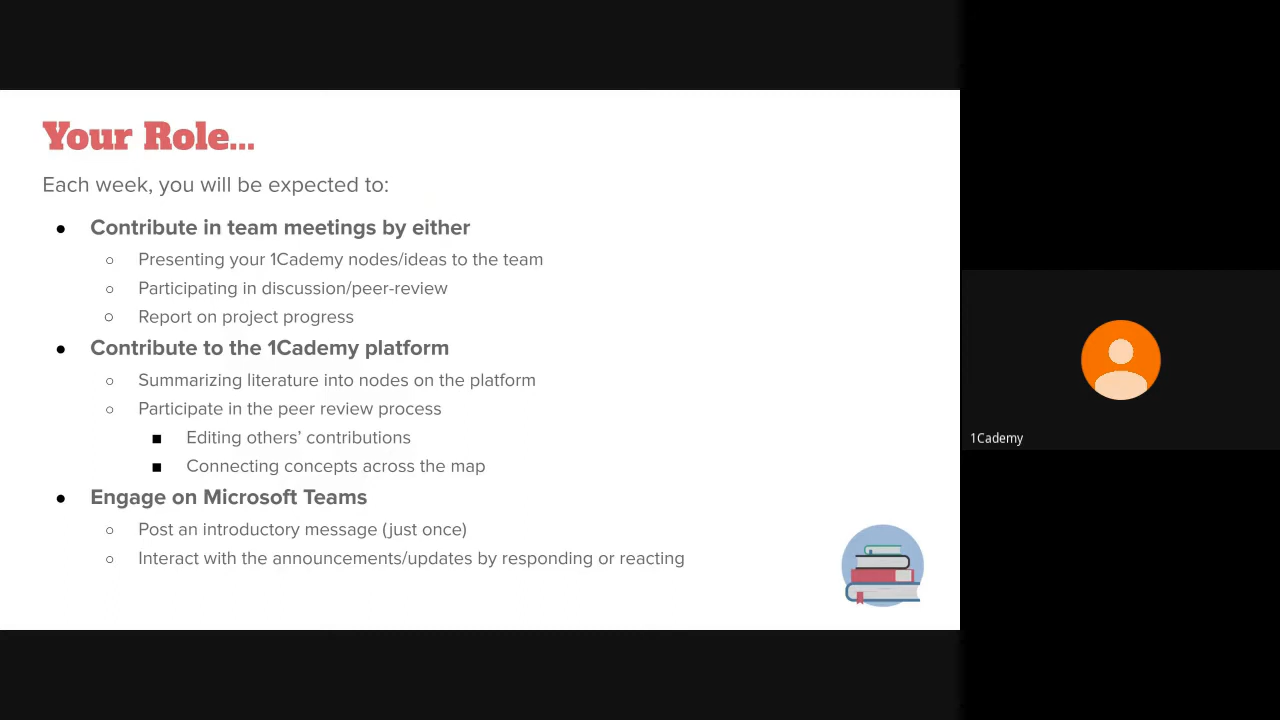 Your Role...
Each week, you will be expected to:
● Contribute in team meetings by either
○ Presenting your 1Cademy nodes/ideas to the team
○ Participating in discussion/peer-review
○ Report on project progress
● Contribute to the 1Cademy platform
○ Summarizing literature into nodes on the platform
○ Participate in the peer review process
■ Editing others’ contributions
■ Connecting concepts across the map
● Engage on Microsoft Teams
○ Post an introductory message (just once)
○ Interact with the announcements/updates by responding or reacting
1Cademy